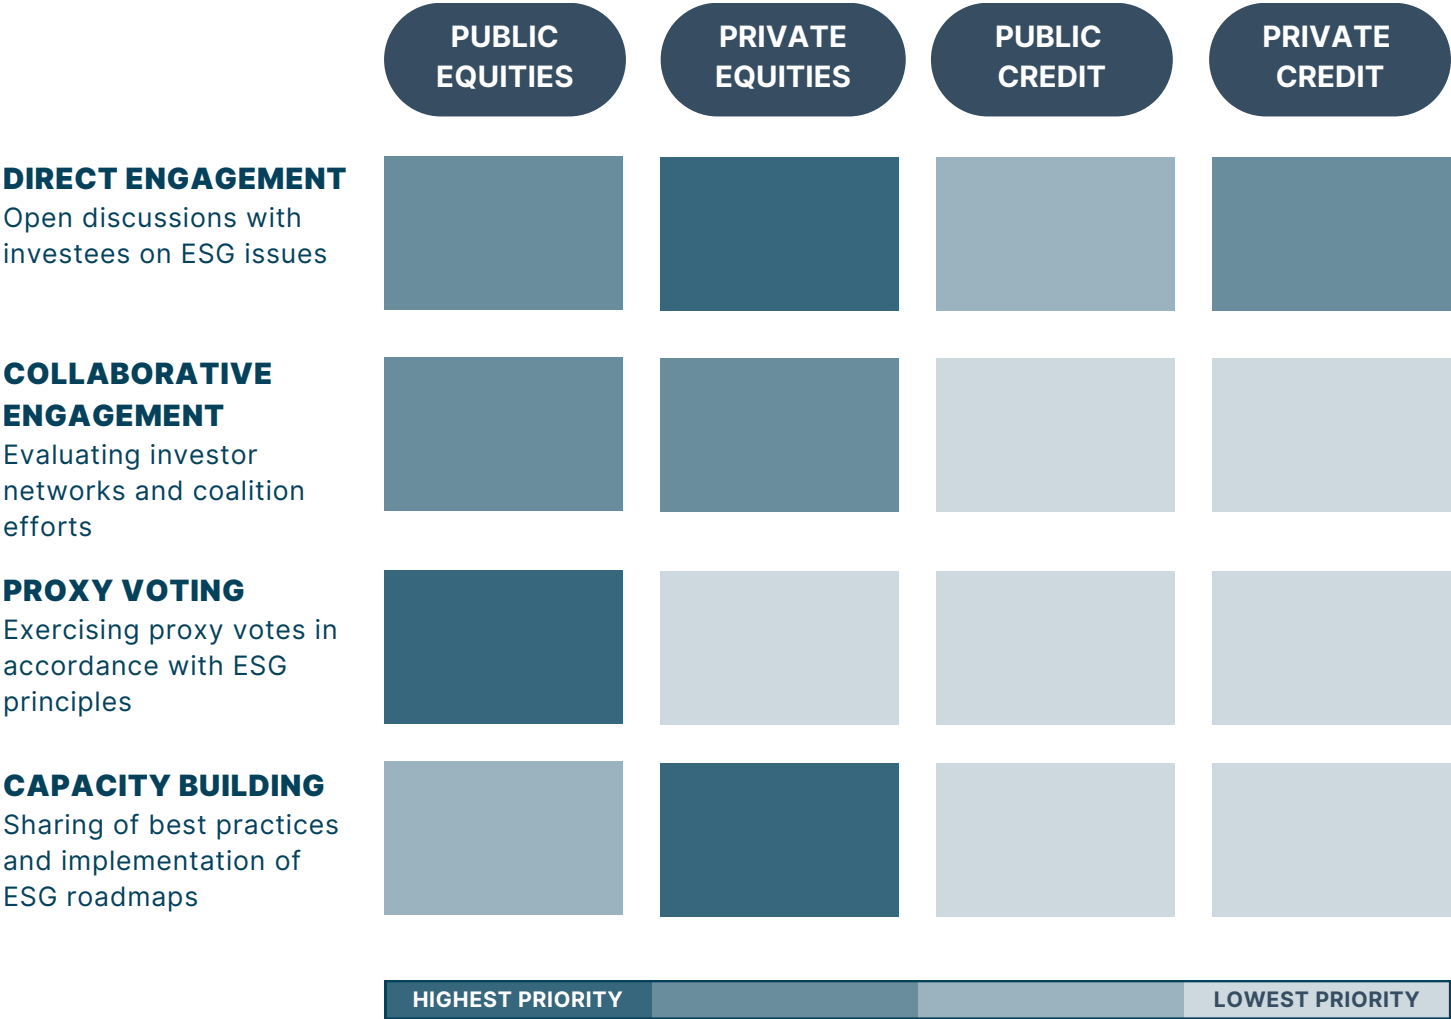 PUBLIC
EQUITIES
PRIVATE
EQUITIES
PUBLIC
CREDIT
PRIVATE
CREDIT
DIRECT ENGAGEMENT
Open discussions with
investees on ESG issues
COLLABORATIVE
ENGAGEMENT
Evaluating investor
networks and coalition
efforts
PROXY VOTING
Exercising proxy votes in
accordance with ESG
principles
CAPACITY BUILDING
Sharing of best practices
and implementation of
ESG roadmaps
HIGHEST PRIORITY
LOWEST PRIORITY